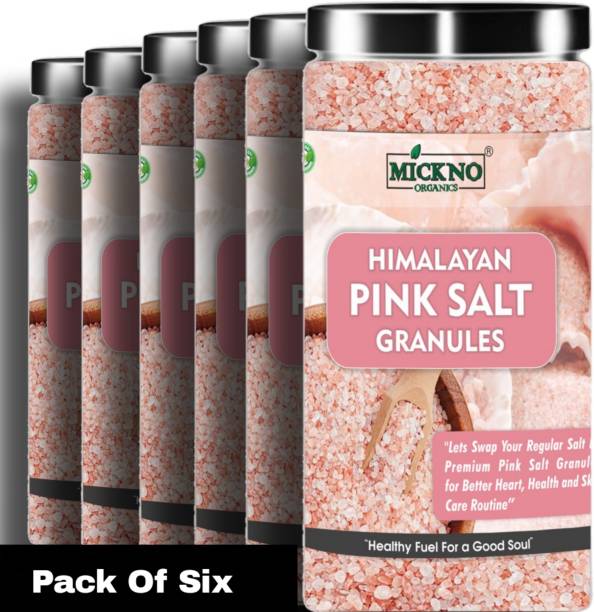 MICKNO®
ORGANICS
HIMALAYAN
PINK SALT
GRANULES
"Lets Swap Your Regular Salt
Premium Pink Salt Granul
for Better Heart, Health and Sk
Care Routine"
"Healthy Fuel For a Good Soul"
P
P
P
P
P
Pack Of Six